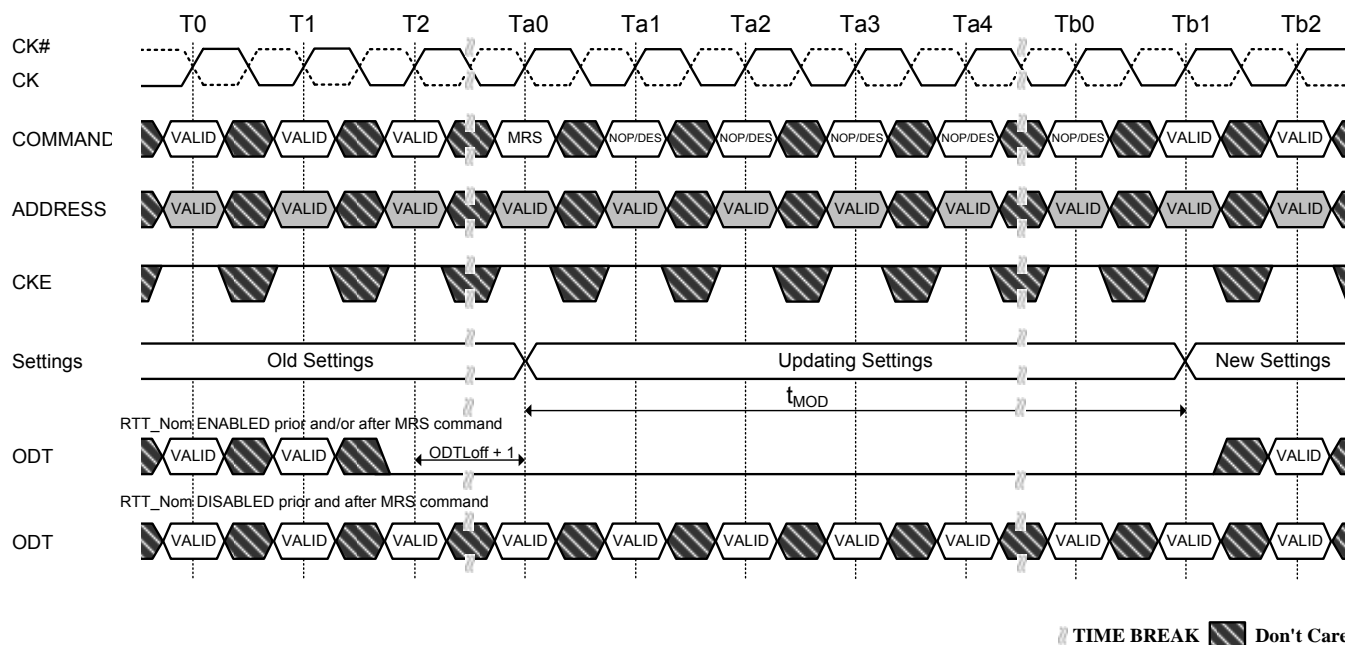 T0 T1 T2 Ta0 Ta1 Ta2 Ta3 Ta4 Tb0 Tb1 Tb2
CK#
CK
COMMAND VALID VALID VALID MRS NOP/DES NOP/DES NOP/DES NOP/DES NOP/DES VALID VALID
ADDRESS VALID VALID VALID VALID VALID VALID VALID VALID VALID VALID VALID
CKE
Settings Old Settings Updating Settings New Settings
tMOD
RTT_Nom ENABLED prior and/or after MRS command
ODT VALID VALID ODTLoff + 1 VALID
RTT_Nom DISABLED prior and after MRS command
ODT VALID VALID VALID VALID VALID VALID VALID VALID VALID VALID VALID
TIME BREAK Don't Care